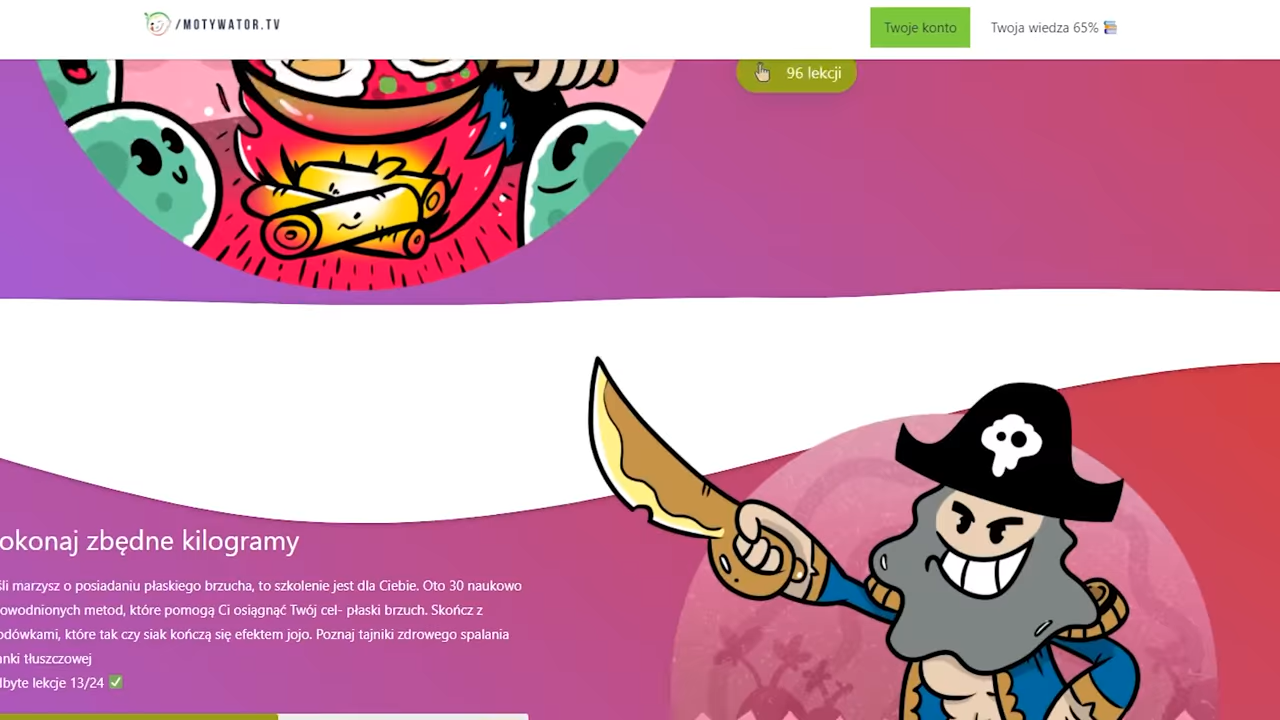 /MOTYWATOR.TV
Twoje konto
Twoja wiedza 65%
96 lekcji
okonaj zbędne kilogramy
śli marzysz o posiadaniu płaskiego brzucha, to szkolenie jest dla Ciebie. Oto 30 naukowo
owodnionych metod, które pomogą Ci osiągnąć Twój cel- płaski brzuch. Skończ z
odówkami, które tak czy siak kończą się efektem jojo. Poznaj tajniki zdrowego spalania
anki tłuszczowej
lbyte lekcje 13/24 ✅